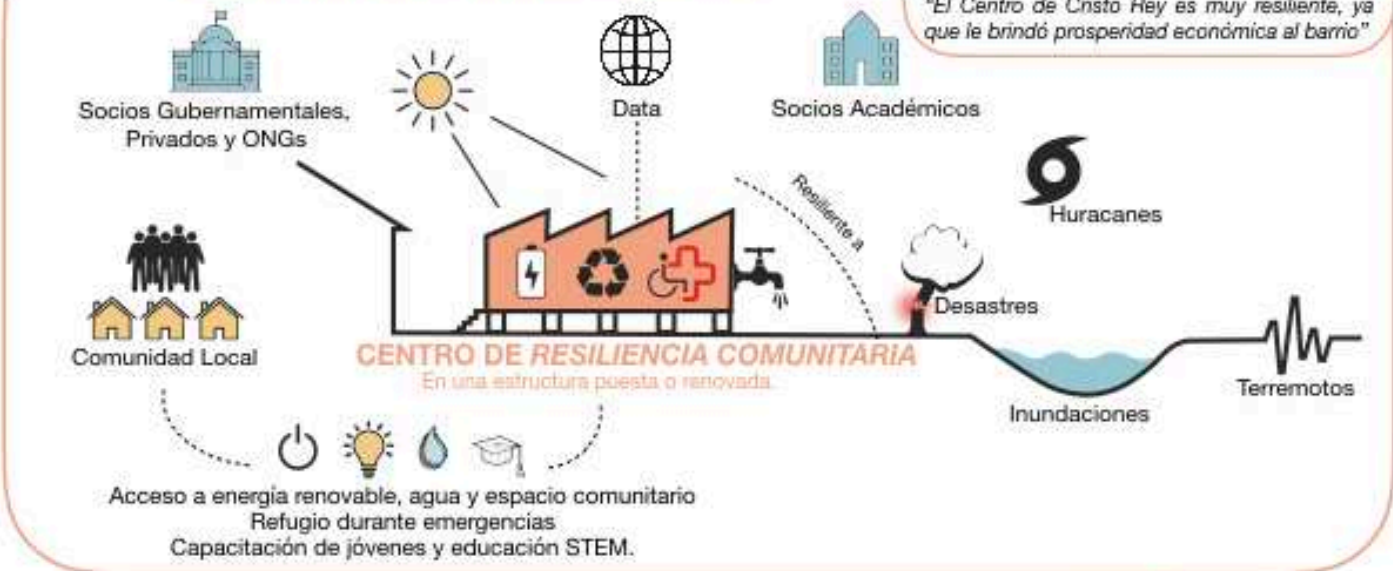 "El Centro de Cristo Rey es muy resiliente, ya
que le brindó prosperidad económica al barrio"
Socios Gubernamentales,
Privados y ONGs
Data
Socios Académicos
Huracanes
Resiliente a
Desastres
Comunidad Local
CENTRO DE RESILIENCIA COMUNITARiA
En una estructura puesta o renovada.
Inundaciones
Terremotos
Acceso a energía renovable, agua y espacio comunitario
Refugio durante emergencias
Capacitación de jóvenes y educación STEM.